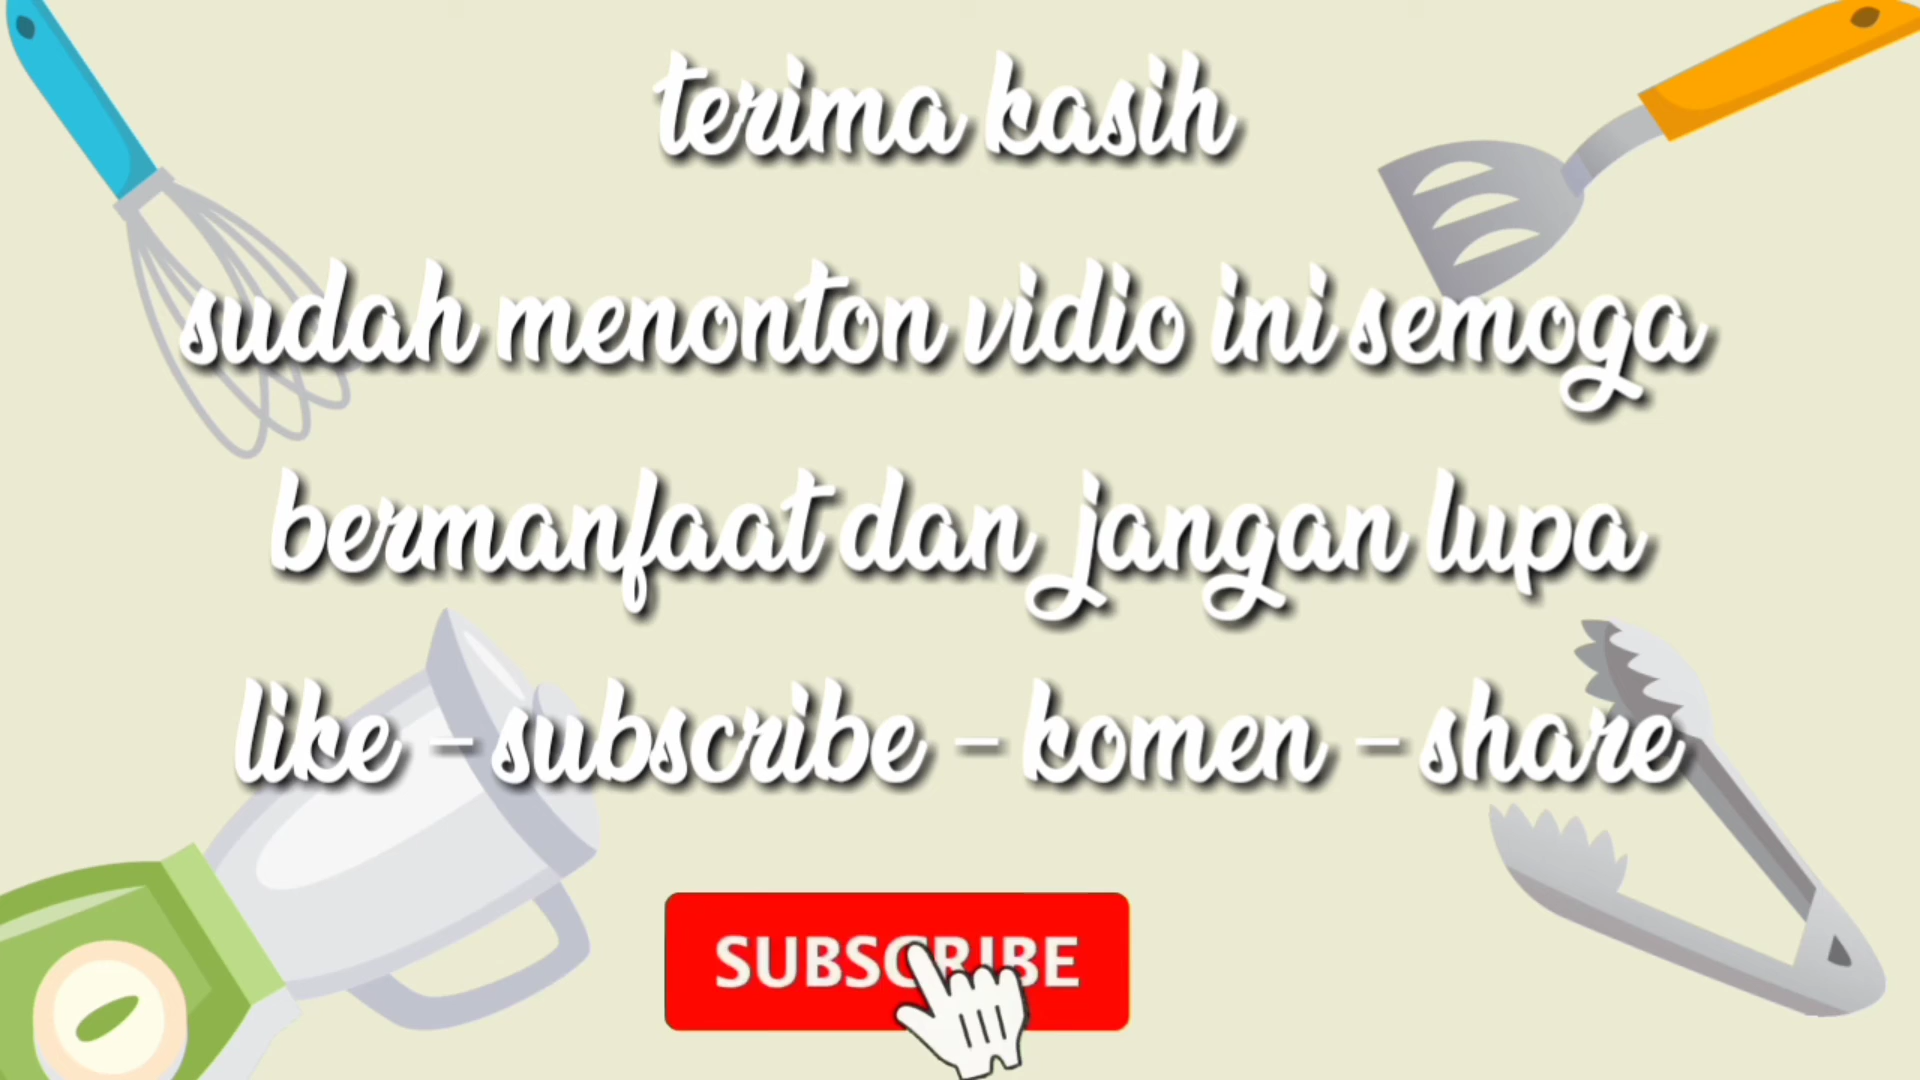 terima kasih
sudah menonton vidio ini semoga
bermanfaat dan jangan lupa
like - subscribe - komen - share
SUBSCRIBE